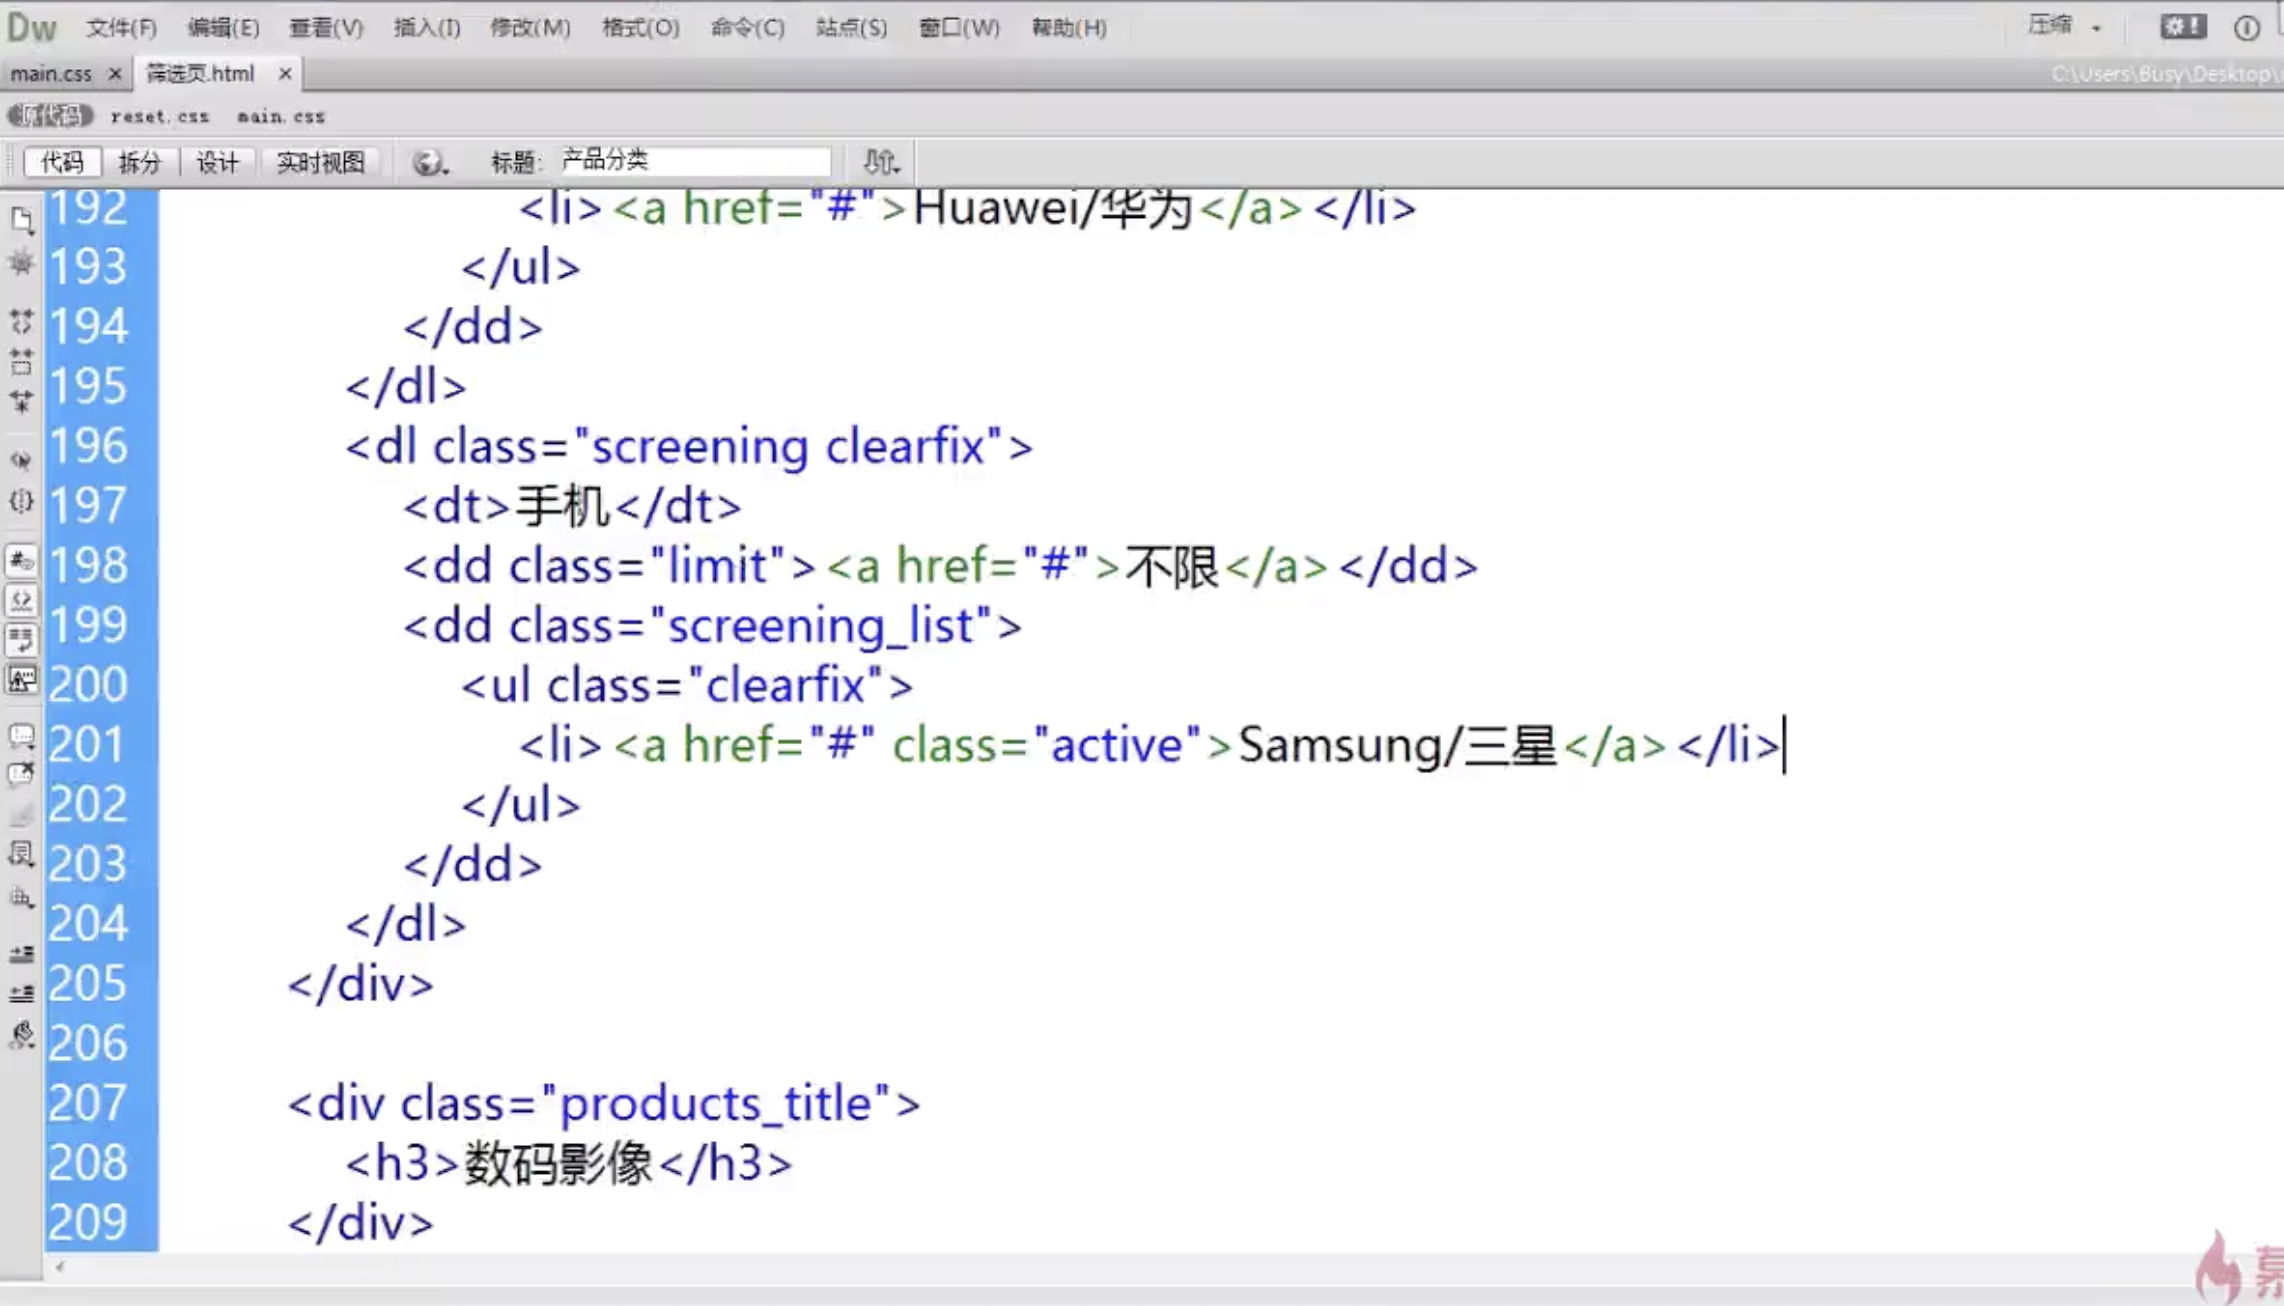 Dw 文件(F) 编辑(E) 查看(V) 插入(I) 修改(M) 格式(O) 命令(C) 站点(S) 窗口(W) 帮助(H) 压缩
main.css × 筛选页.html × C:\Users\Busy\Desktop\
源代码 reset.css main.css
代码 拆分 设计 实时视图 标题: 产品分类
192 <li><a href="#">Huawei/华为</a></li>
193 </ul>
194 </dd>
195 </dl>
196 <dl class="screening clearfix">
197 <dt>手机</dt>
198 <dd class="limit"><a href="#">不限</a></dd>
199 <dd class="screening_list">
200 <ul class="clearfix">
201 <li><a href="#" class="active">Samsung/三星</a></li>
202 </ul>
203 </dd>
204 </dl>
205 </div>
206
207 <div class="products_title">
208 <h3>数码影像</h3>
209 </div>